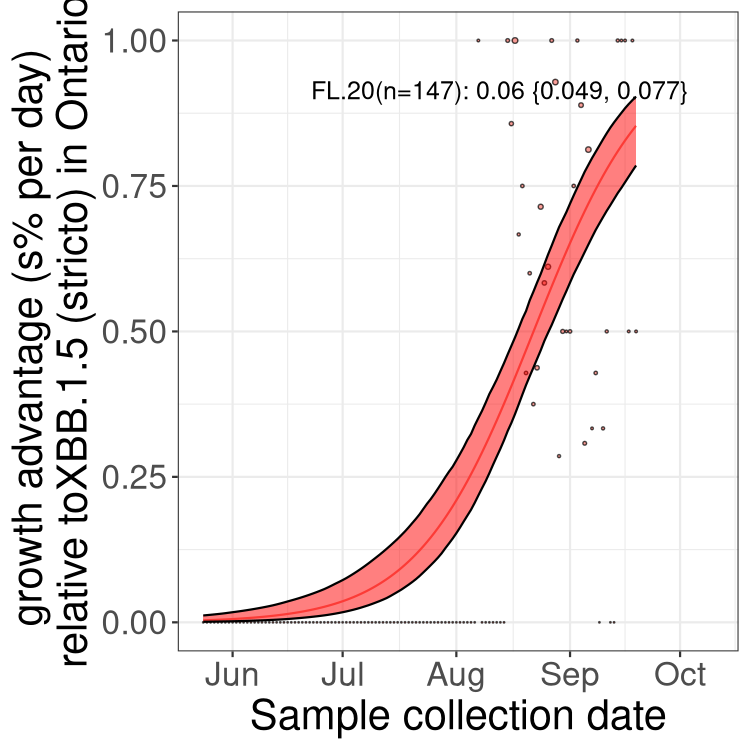 growth advantage (s% per day)
relative toXBB.1.5 (stricto) in Ontario
1.00
0.75
0.50
0.25
0.00
FL.20(n=147): 0.06 {0.049, 0.077}
Jun Jul Aug Sep Oct
Sample collection date